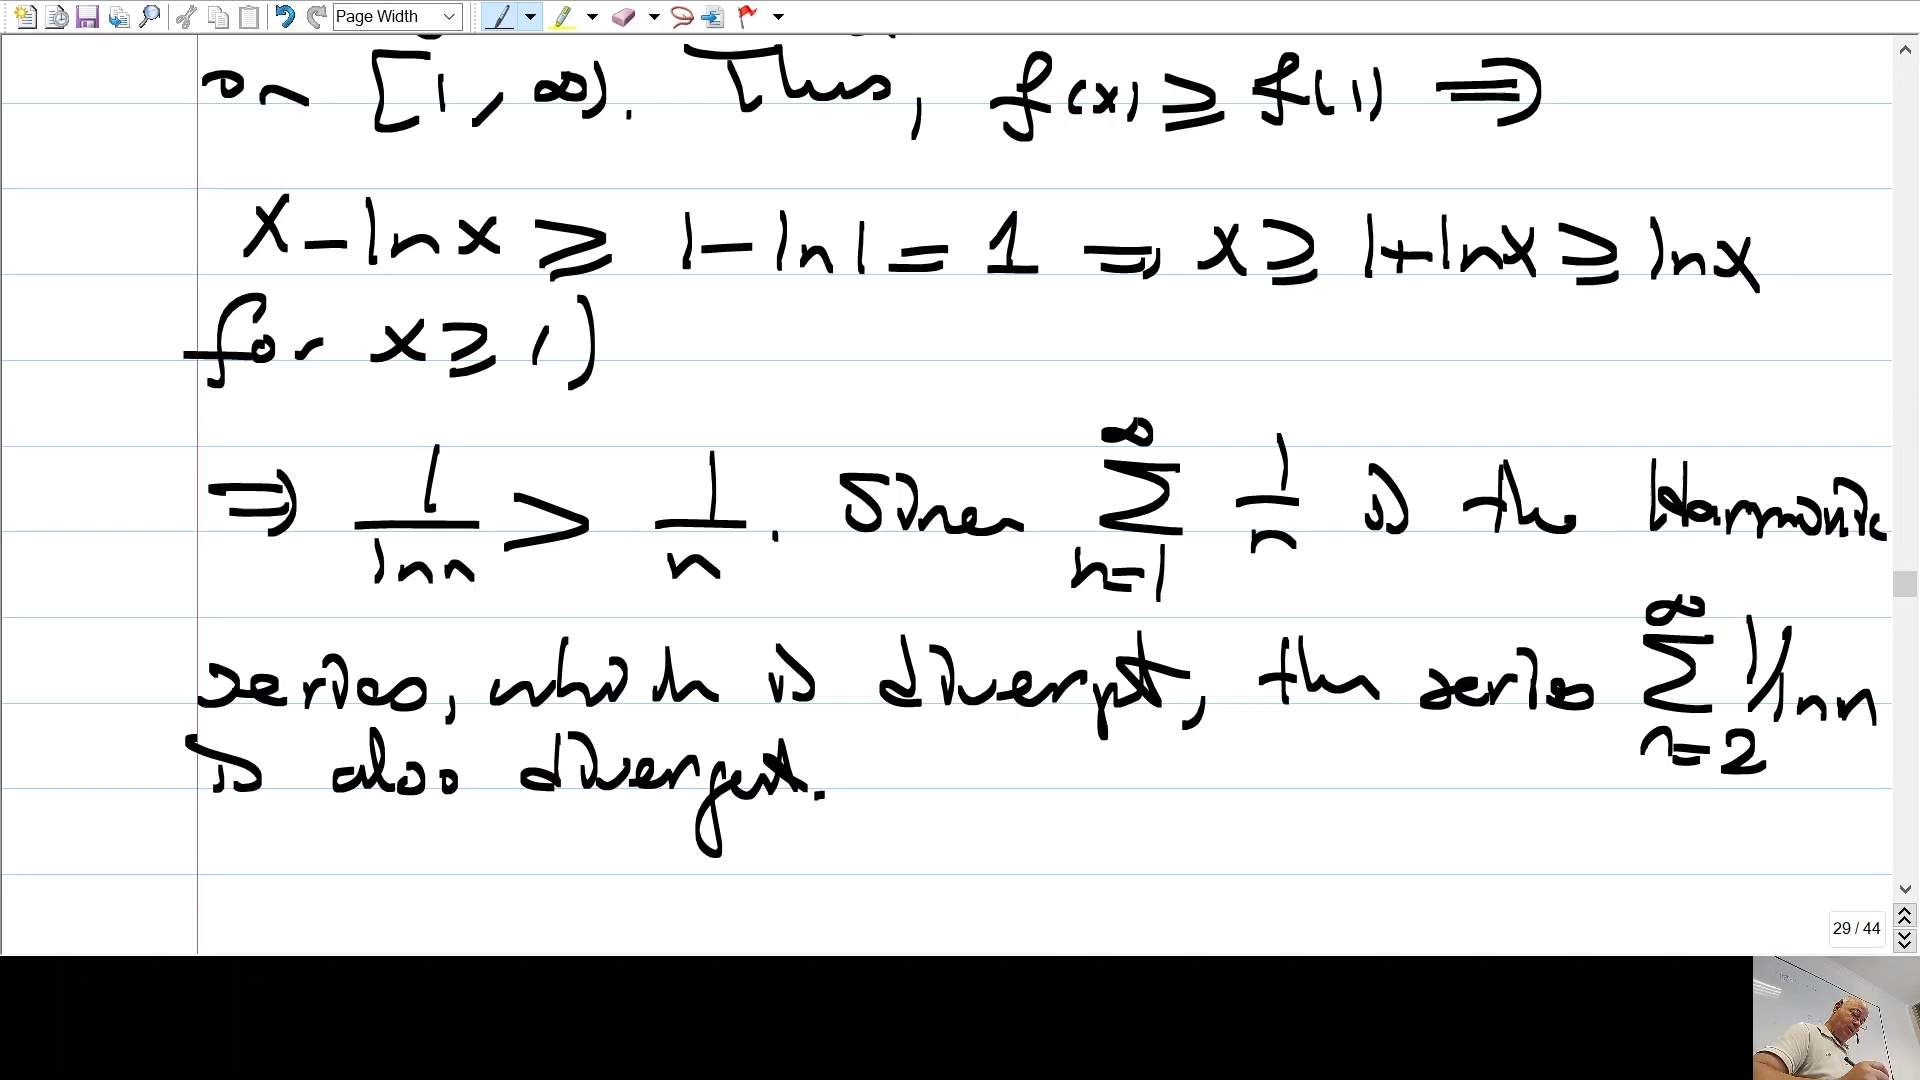 Page Width
on [1, ∞). Thus, f(x) ≥ f(1) ⇒
x - ln x ≥ 1 - ln 1 = 1 ⇒ x ≥ 1 + ln x ≥ ln x
for x ≥ 1)
⇒ 1/ln n > 1/n. Since ∑_{n=1}^{∞} 1/n is the Harmonic
series, which is divergent, the series ∑_{n=2}^{∞} 1/ln n
is also divergent.
29 / 44